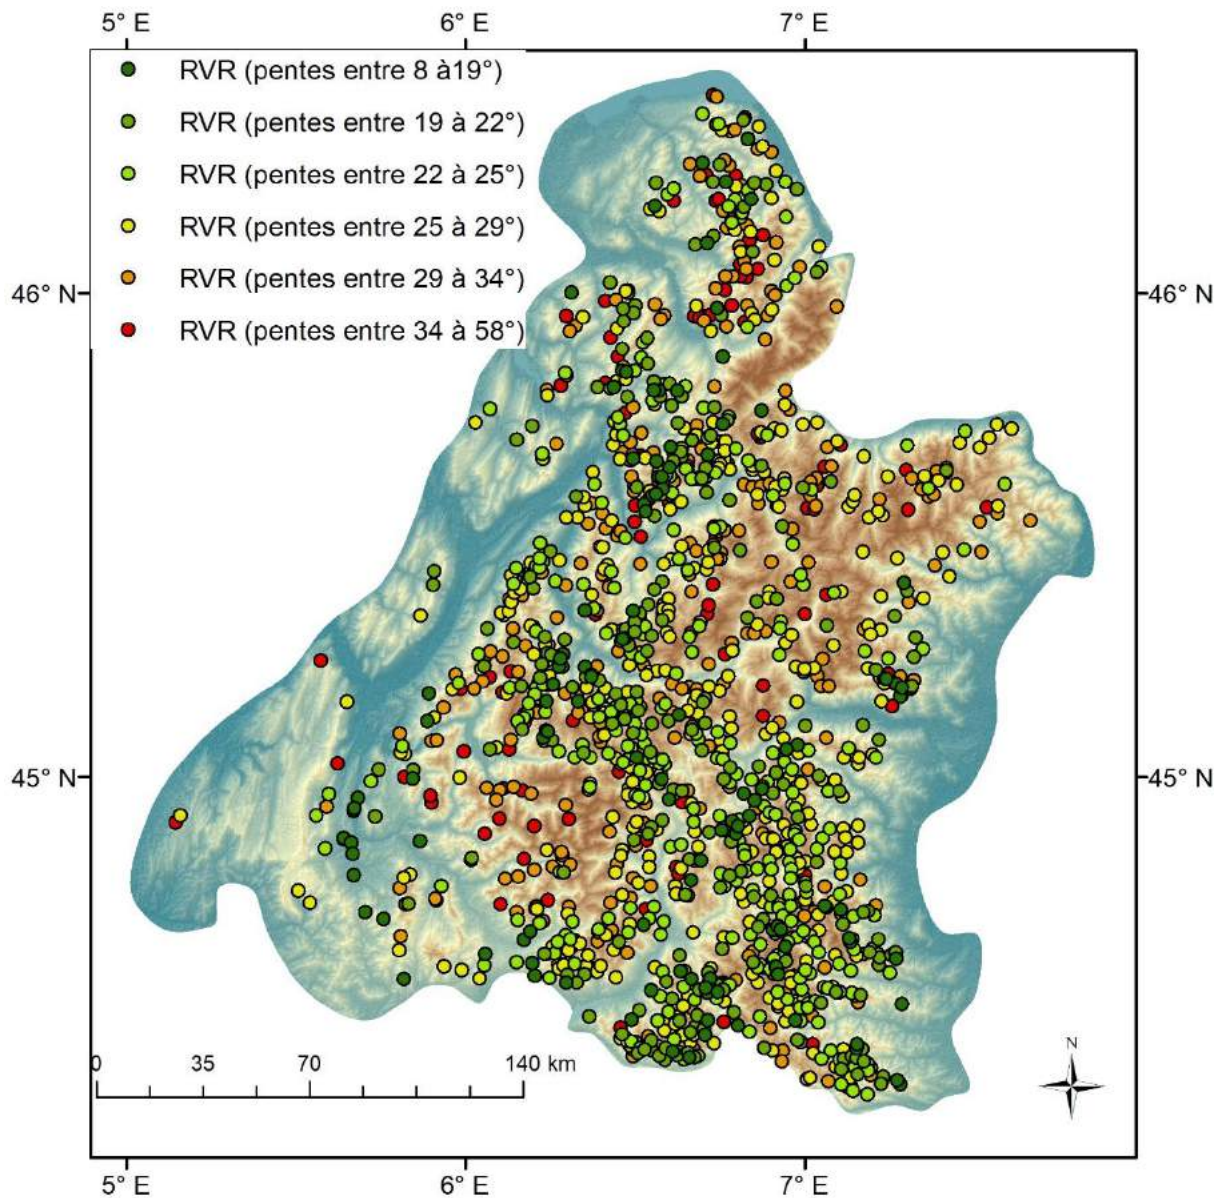 5° E 6° E 7° E
RVR (pentes entre 8 à19°)
RVR (pentes entre 19 à 22°)
RVR (pentes entre 22 à 25°)
RVR (pentes entre 25 à 29°)
46° N 46° N
RVR (pentes entre 29 à 34°)
RVR (pentes entre 34 à 58°)
45° N 45° N
N
0 35 70 140 km
5° E 6° E 7° E